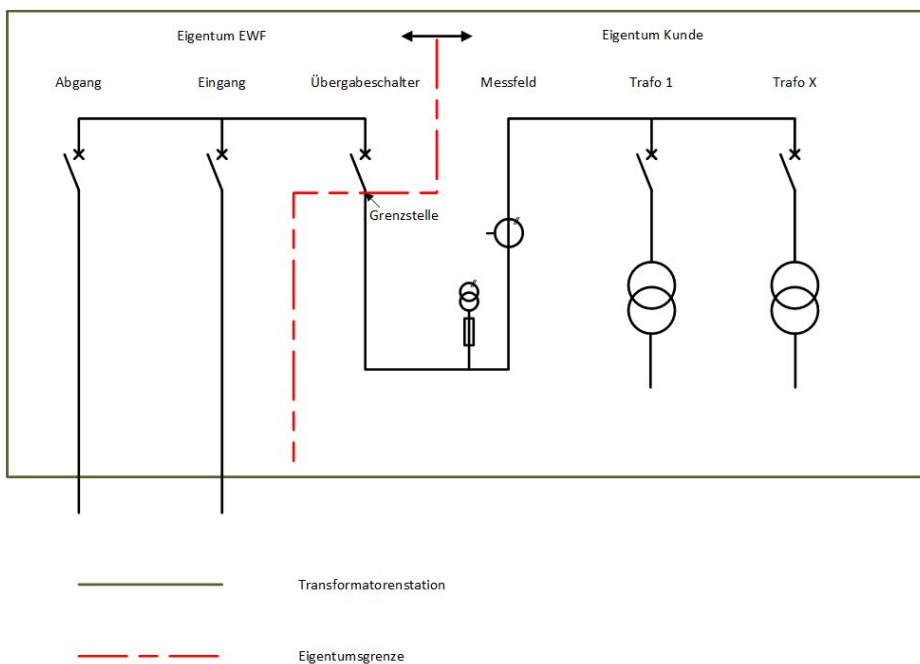 Eigentum EWF
Eigentum Kunde
Abgang
Eingang
Übergabeschalter
Messfeld
Trafo 1
Trafo X
Grenzstelle
Transformatorenstation
Eigentumsgrenze